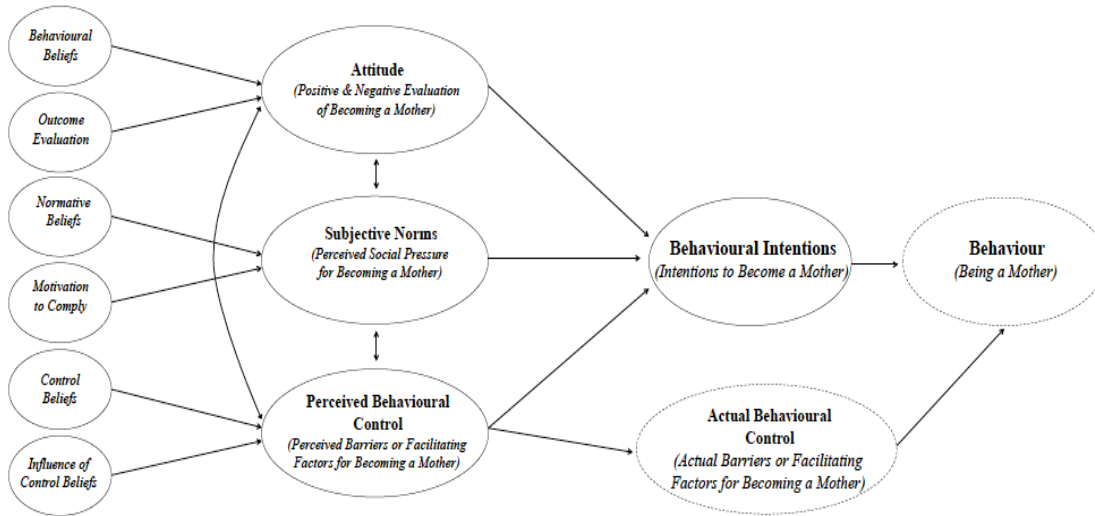 Behavioural
Beliefs
Outcome
Evaluation
Normative
Beliefs
Motivation
to Comply
Control
Beliefs
Influence of
Control Beliefs
Attitude
(Positive & Negative Evaluation
of Becoming a Mother)
Subjective Norms
(Perceived Social Pressure
for Becoming a Mother)
Perceived Behavioural
Control
(Perceived Barriers or Facilitating
Factors for Becoming a Mother)
Behavioural Intentions
(Intentions to Become a Mother)
Behaviour
(Being a Mother)
Actual Behavioural
Control
(Actual Barriers or Facilitating
Factors for Becoming a Mother)